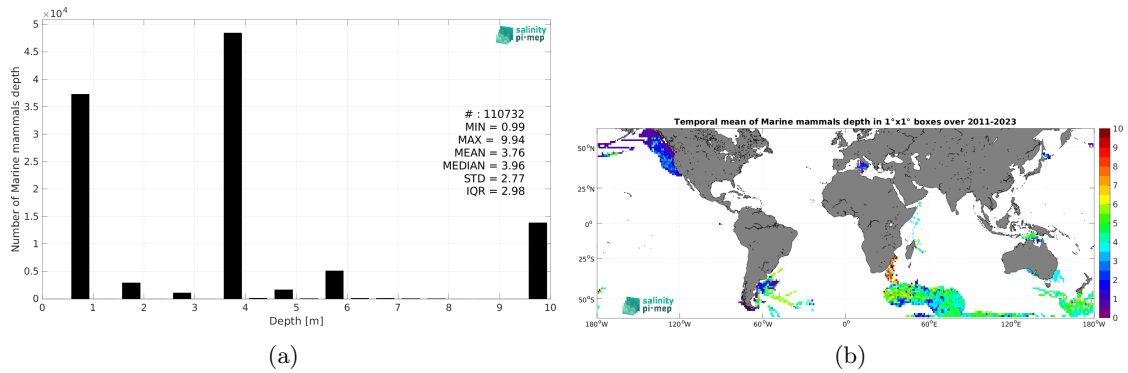 ×10⁴
5
4.5
4
3.5
3
2.5
2
1.5
1
0.5
0
Number of Marine mammals depth
salinity
pi-mep
# : 110732
MIN = 0.99
MAX = 9.94
MEAN = 3.76
MEDIAN = 3.96
STD = 2.77
IQR = 2.98
0 1 2 3 4 5 6 7 8 9 10
Depth [m]
(a)
Temporal mean of Marine mammals depth in 1°x1° boxes over 2011-2023
50°N
25°N
0°
25°S
50°S
180°W 120°W 60°W 0° 60°E 120°E 180°E
salinity
pi-mep
10
9
8
7
6
5
4
3
2
1
0
(b)